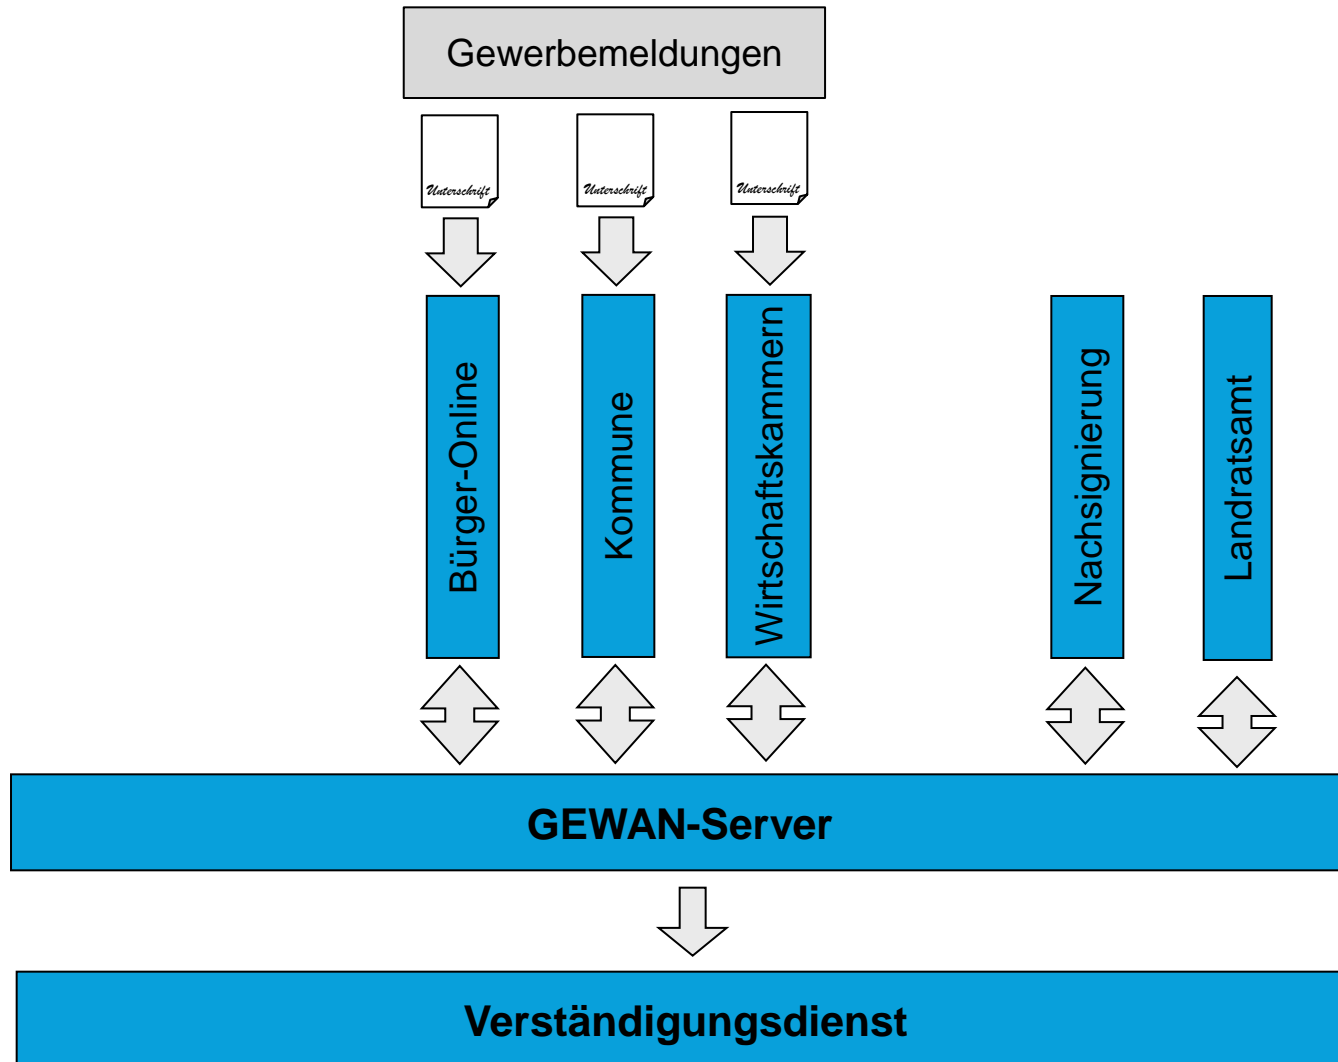 Gewerbemeldungen
Unterschrift
Unterschrift
Unterschrift
Bürger-Online
Kommune
Wirtschaftskammern
Nachsignierung
Landratsamt
GEWAN-Server
Verständigungsdienst